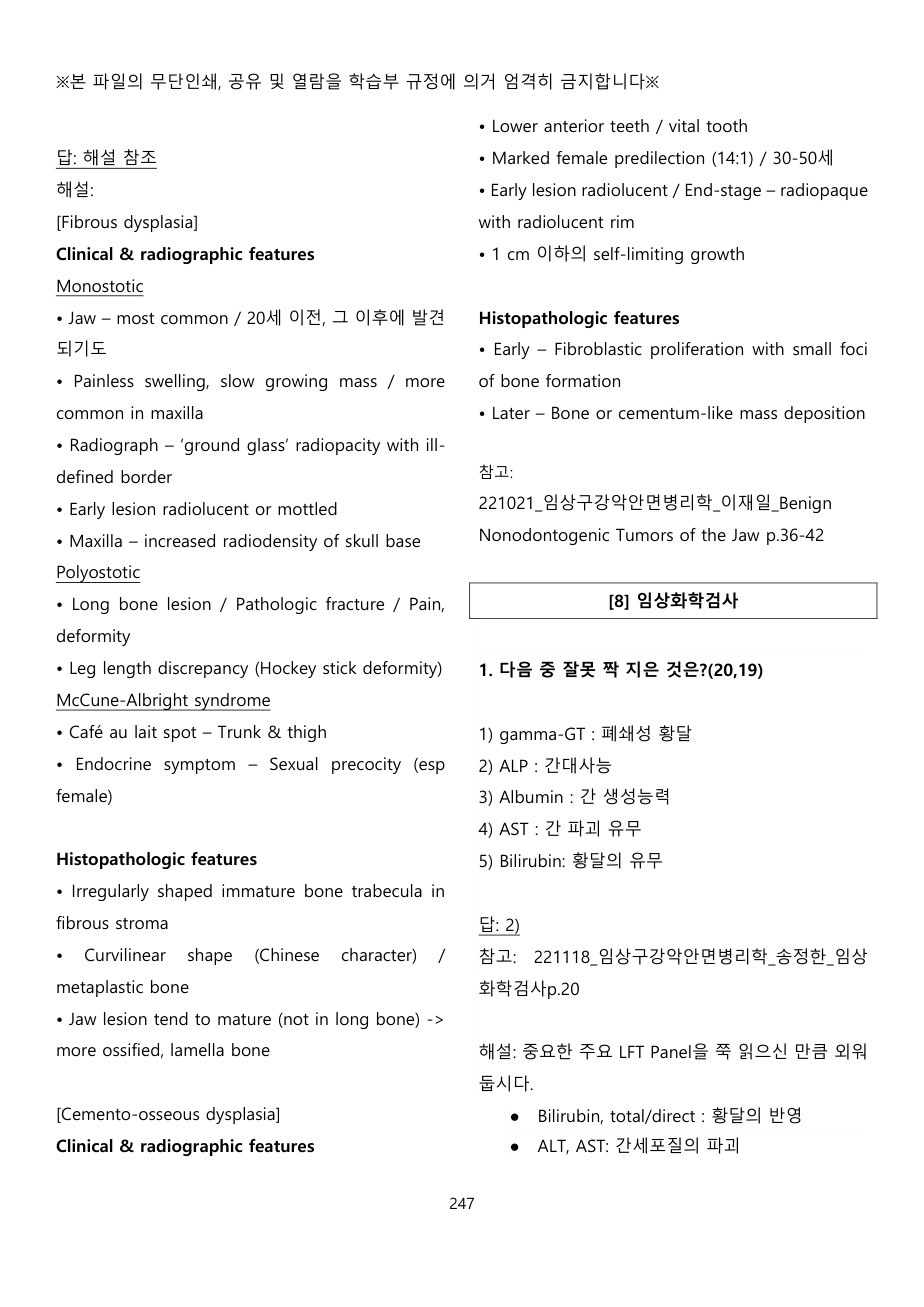 ※본 파일의 무단인쇄, 공유 및 열람을 학습부 규정에 의거 엄격히 금지합니다※
답: 해설 참조
해설:
[Fibrous dysplasia]
Clinical & radiographic features
Monostotic
• Jaw – most common / 20세 이전, 그 이후에 발견
되기도
• Painless swelling, slow growing mass / more
common in maxilla
• Radiograph – ‘ground glass’ radiopacity with ill-
defined border
• Early lesion radiolucent or mottled
• Maxilla – increased radiodensity of skull base
Polyostotic
• Long bone lesion / Pathologic fracture / Pain,
deformity
• Leg length discrepancy (Hockey stick deformity)
McCune-Albright syndrome
• Café au lait spot – Trunk & thigh
• Endocrine symptom – Sexual precocity (esp
female)
Histopathologic features
• Irregularly shaped immature bone trabecula in
fibrous stroma
• Curvilinear shape (Chinese character) /
metaplastic bone
• Jaw lesion tend to mature (not in long bone) ->
more ossified, lamella bone
[Cemento-osseous dysplasia]
Clinical & radiographic features
• Lower anterior teeth / vital tooth
• Marked female predilection (14:1) / 30-50세
• Early lesion radiolucent / End-stage – radiopaque
with radiolucent rim
• 1 cm 이하의 self-limiting growth
Histopathologic features
• Early – Fibroblastic proliferation with small foci
of bone formation
• Later – Bone or cementum-like mass deposition
참고:
221021_임상구강악안면병리학_이재일_Benign
Nonodontogenic Tumors of the Jaw p.36-42
[8] 임상화학검사
1. 다음 중 잘못 짝 지은 것은?(20,19)
1) gamma-GT : 폐쇄성 황달
2) ALP : 간대사능
3) Albumin : 간 생성능력
4) AST : 간 파괴 유무
5) Bilirubin: 황달의 유무
답: 2)
참고: 221118_임상구강악안면병리학_송정한_임상
화학검사p.20
해설: 중요한 주요 LFT Panel을 쭉 읽으신 만큼 외워
둡시다.
● Bilirubin, total/direct : 황달의 반영
● ALT, AST: 간세포질의 파괴
247